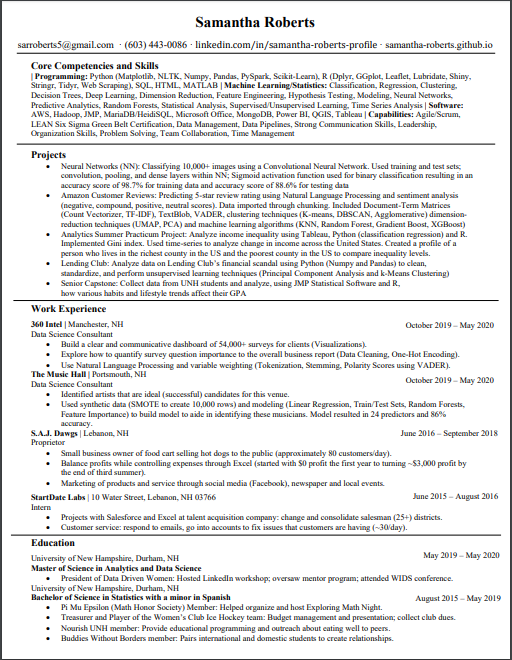 Samantha Roberts
sarroberts5@gmail.com · (603) 443-0086 · linkedin.com/in/samantha-roberts-profile · samantha-roberts.github.io
Core Competencies and Skills
| Programming: Python (Matplotlib, NLTK, Numpy, Pandas, PySpark, Scikit-Learn), R (Dplyr, GGplot, Leaflet, Lubridate, Shiny,
Stringr, Tidyr, Web Scraping), SQL, HTML, MATLAB | Machine Learning/Statistics: Classification, Regression, Clustering,
Decision Trees, Deep Learning, Dimension Reduction, Feature Engineering, Hypothesis Testing, Modeling, Neural Networks,
Predictive Analytics, Random Forests, Statistical Analysis, Supervised/Unsupervised Learning, Time Series Analysis | Software:
AWS, Hadoop, JMP, MariaDB/HeidiSQL, Microsoft Office, MongoDB, Power BI, QGIS, Tableau | Capabilities: Agile/Scrum,
LEAN Six Sigma Green Belt Certification, Data Management, Data Pipelines, Strong Communication Skills, Leadership,
Organization Skills, Problem Solving, Team Collaboration, Time Management
Projects
• Neural Networks (NN): Classifying 10,000+ images using a Convolutional Neural Network. Used training and test sets;
convolution, pooling, and dense layers within NN; Sigmoid activation function used for binary classification resulting in an
accuracy score of 98.7% for training data and accuracy score of 88.6% for testing data
• Amazon Customer Reviews: Predicting 5-star review rating using Natural Language Processing and sentiment analysis
(negative, compound, positive, neutral scores). Data imported through chunking. Included Document-Term Matrices
(Count Vectorizer, TF-IDF), TextBlob, VADER, clustering techniques (K-means, DBSCAN, Agglomerative) dimension-
reduction techniques (UMAP, PCA) and machine learning algorithms (KNN, Random Forest, Gradient Boost, XGBoost)
• Analytics Summer Practicum Project: Analyze income inequality using Tableau, Python (classification regression) and R.
Implemented Gini index. Used time-series to analyze change in income across the United States. Created a profile of a
person who lives in the richest county in the US and the poorest county in the US to compare inequality levels.
• Lending Club: Analyze data on Lending Club's financial scandal using Python (Numpy and Pandas) to clean,
standardize, and perform unsupervised learning techniques (Principal Component Analysis and k-Means Clustering)
• Senior Capstone: Collect data from UNH students and analyze, using JMP Statistical Software and R,
how various habits and lifestyle trends affect their GPA
Work Experience
360 Intel | Manchester, NH October 2019 – May 2020
Data Science Consultant
• Build a clear and communicative dashboard of 54,000+ surveys for clients (Visualizations).
• Explore how to quantify survey question importance to the overall business report (Data Cleaning, One-Hot Encoding).
• Use Natural Language Processing and variable weighting (Tokenization, Stemming, Polarity Scores using VADER).
The Music Hall | Portsmouth, NH October 2019 – May 2020
Data Science Consultant
• Identified artists that are ideal (successful) candidates for this venue.
• Used synthetic data (SMOTE to create 10,000 rows) and modeling (Linear Regression, Train/Test Sets, Random Forests,
Feature Importance) to build model to aide in identifying these musicians. Model resulted in 24 predictors and 86%
accuracy.
S.A.J. Dawgs | Lebanon, NH June 2016 – September 2018
Proprietor
• Small business owner of food cart selling hot dogs to the public (approximately 80 customers/day).
• Balance profits while controlling expenses through Excel (started with $0 profit the first year to turning ~$3,000 profit by
the end of third summer).
• Marketing of products and service through social media (Facebook), newspaper and local events.
StartDate Labs | 10 Water Street, Lebanon, NH 03766 June 2015 – August 2016
Intern
• Projects with Salesforce and Excel at talent acquisition company: change and consolidate salesman (25+) districts.
• Customer service: respond to emails, go into accounts to fix issues that customers are having (~30/day).
Education
University of New Hampshire, Durham, NH May 2019 – May 2020
Master of Science in Analytics and Data Science
• President of Data Driven Women: Hosted LinkedIn workshop; oversaw mentor program; attended WIDS conference.
University of New Hampshire, Durham, NH
Bachelor of Science in Statistics with a minor in Spanish August 2015 – May 2019
• Pi Mu Epsilon (Math Honor Society) Member: Helped organize and host Exploring Math Night.
• Treasurer and Player of the Women's Club Ice Hockey team: Budget management and presentation; collect club dues.
• Nourish UNH member: Provide educational programming and outreach about eating well to peers.
• Buddies Without Borders member: Pairs international and domestic students to create relationships.